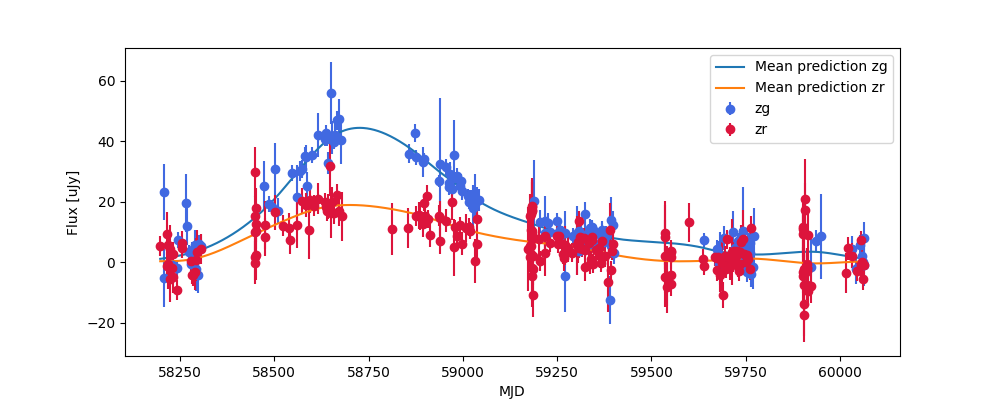 60
40
20
0
−20
Flux [uJy]
58250 58500 58750 59000 59250 59500 59750 60000
MJD
Mean prediction zg
Mean prediction zr
zg
zr